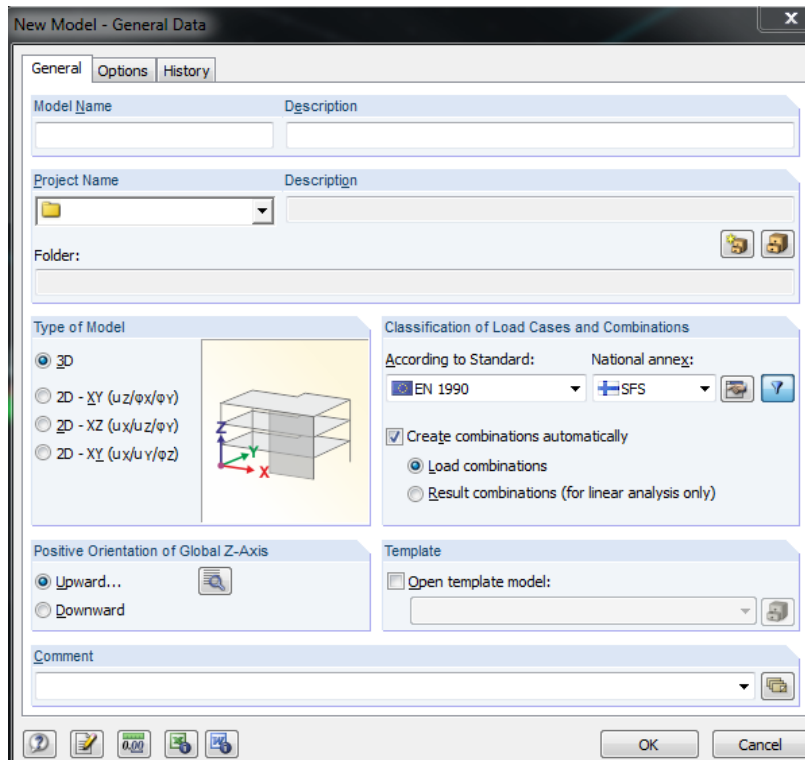 New Model - General Data
x
General Options History
Model Name Description
Project Name Description
Folder:
Type of Model
3D
2D - XY (uZ/φX/φY)
2D - XZ (uX/uZ/φY)
2D - XY (uX/uY/φZ)
Z
Y
X
Classification of Load Cases and Combinations
According to Standard: National annex:
EN 1990 SFS
Create combinations automatically
Load combinations
Result combinations (for linear analysis only)
Positive Orientation of Global Z-Axis
Upward...
Downward
Template
Open template model:
Comment
0.00
OK Cancel